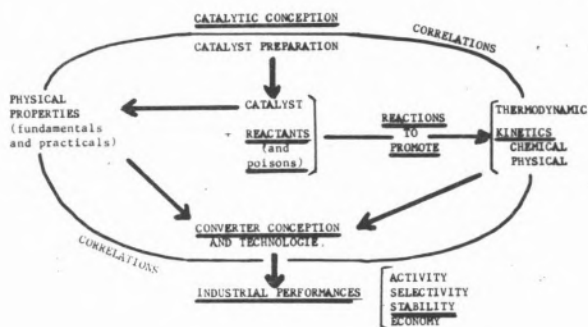 CATALYTIC CONCEPTION
CATALYST PREPARATION
CORRELATIONS
PHYSICAL
PROPERTIES
(fundamentals
and practicals)
CATALYST
REACTANTS
(and
poisons)
REACTIONS
TO
PROMOTE
THERMODYNAMIC
KINETICS
CHEMICAL
PHYSICAL
CONVERTER CONCEPTION
AND TECHNOLOGIE.
CORRELATIONS
INDUSTRIAL PERFORMANCES
ACTIVITY
SELECTIVITY
STABILITY
ECONOMY